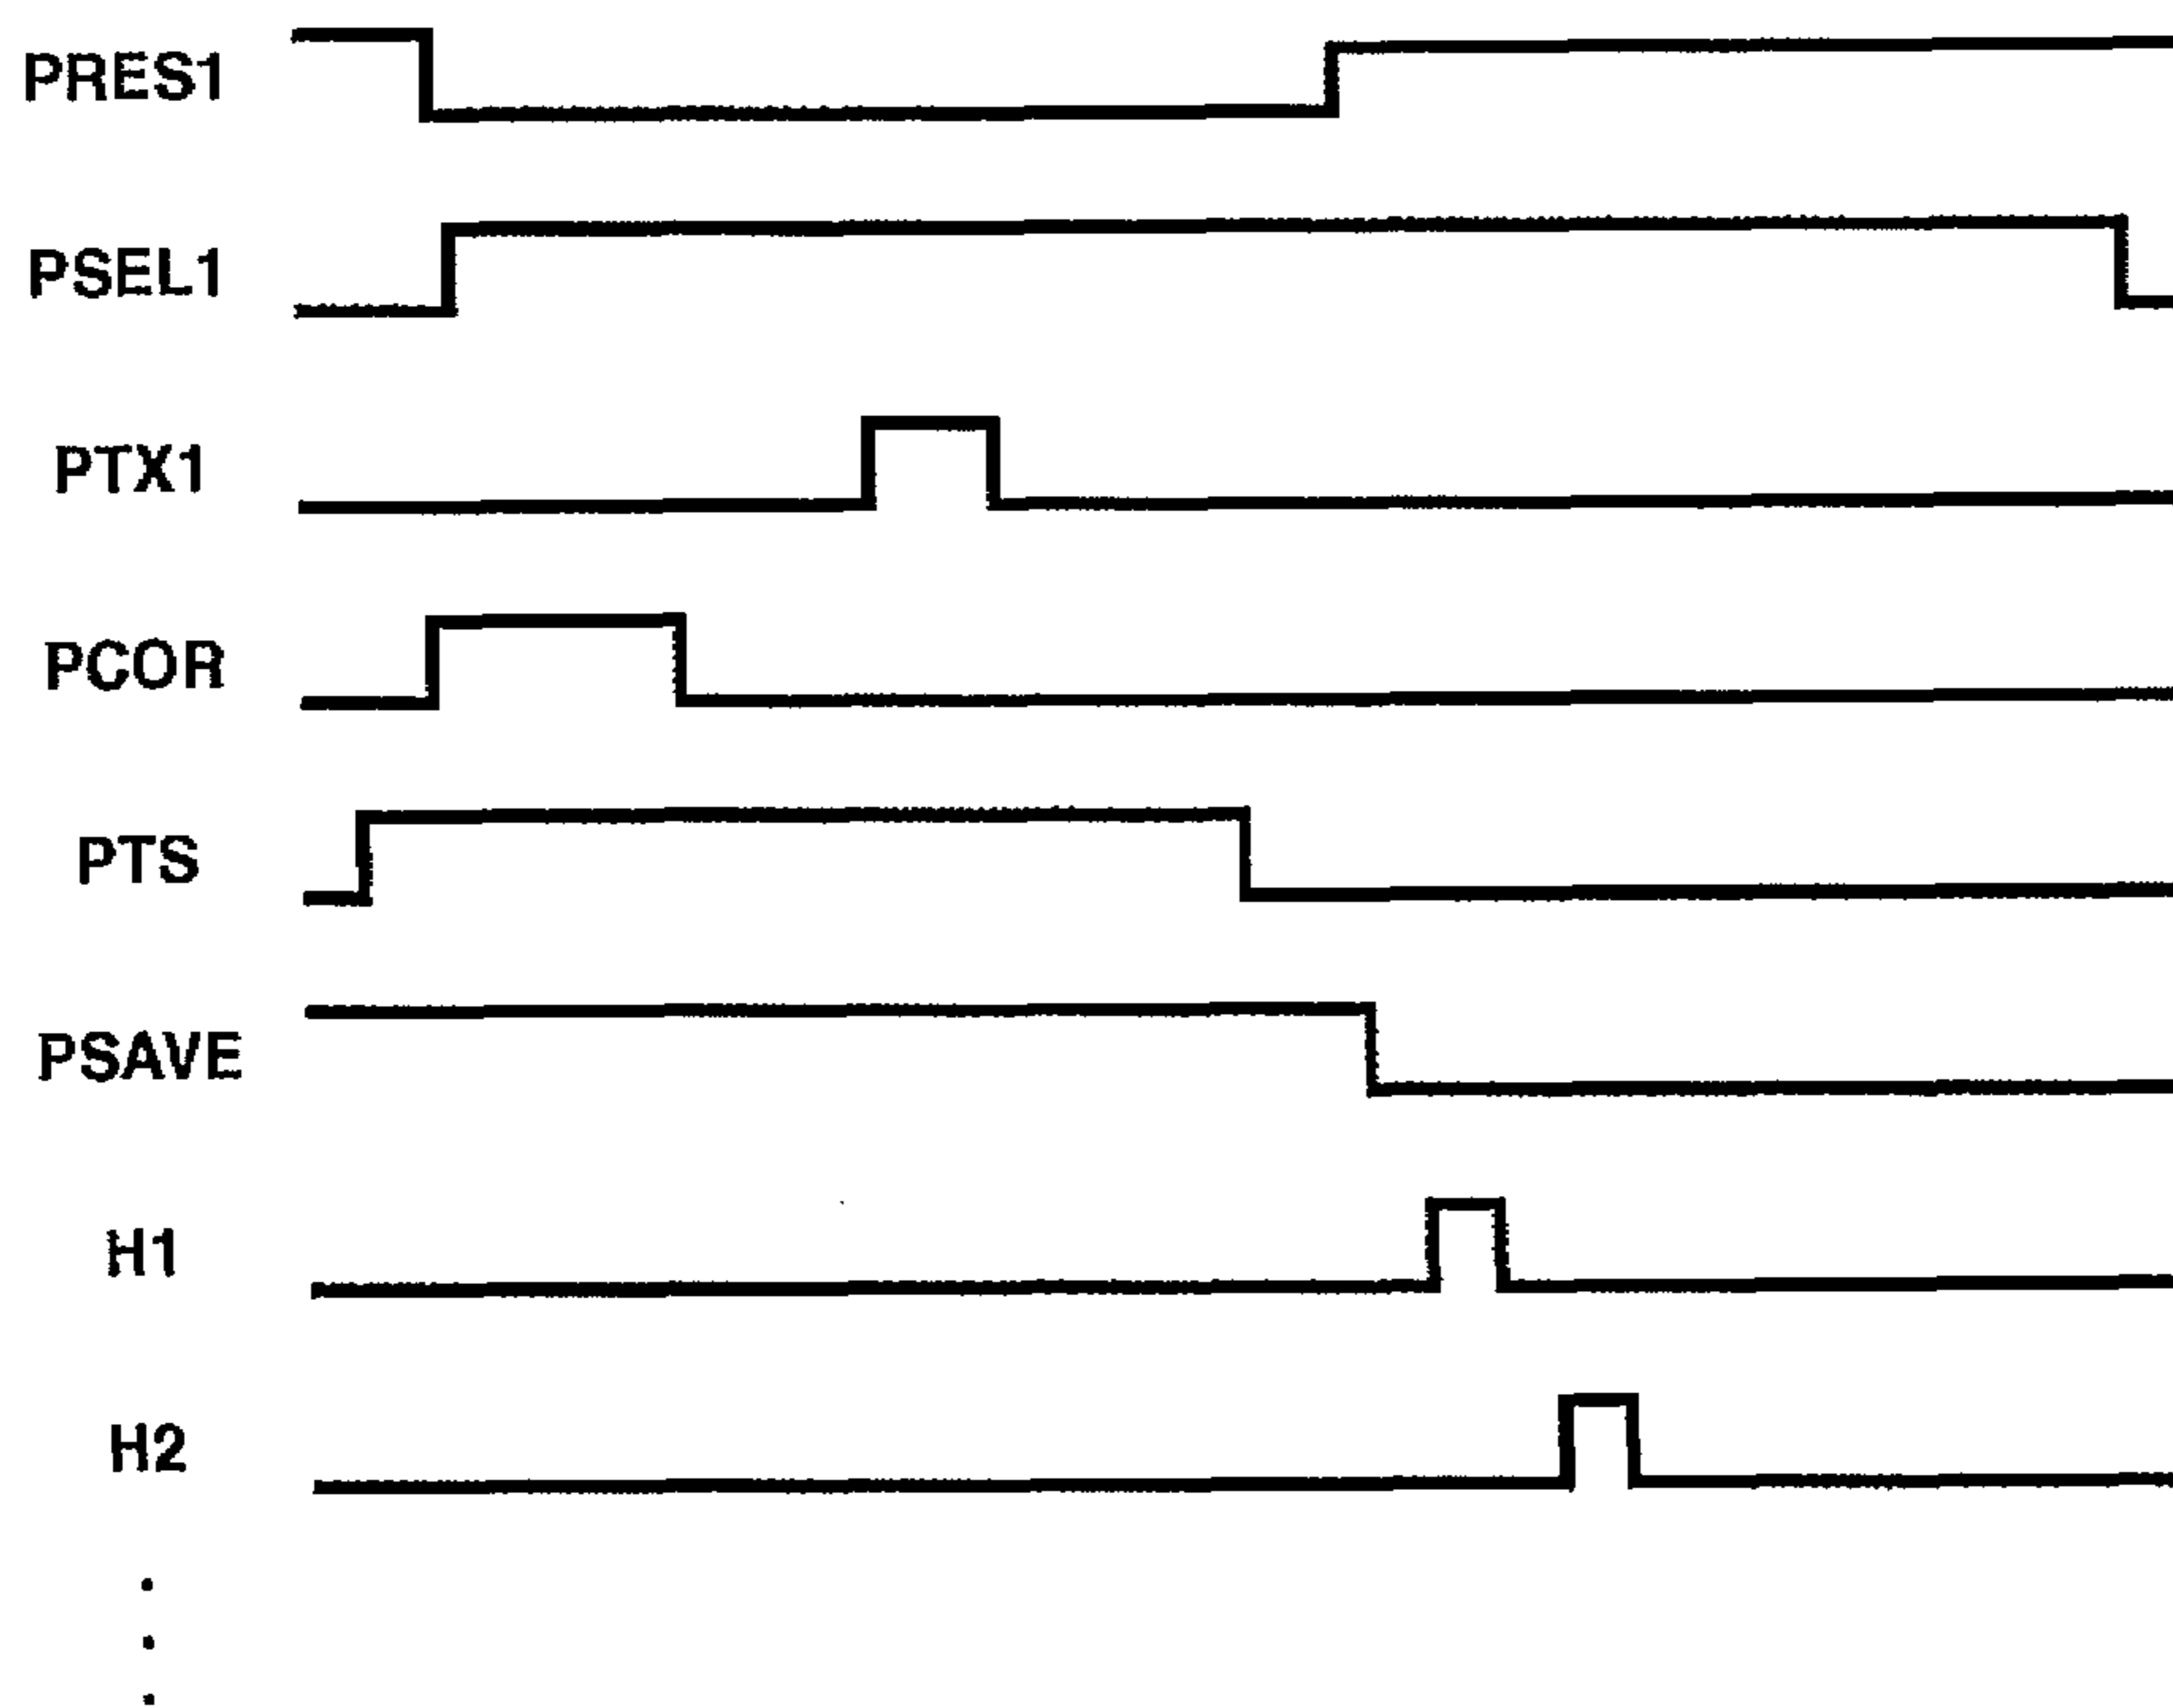 PRES1
PSEL1
PTX1
PCOR
PTS
PSAVE
H1
H2